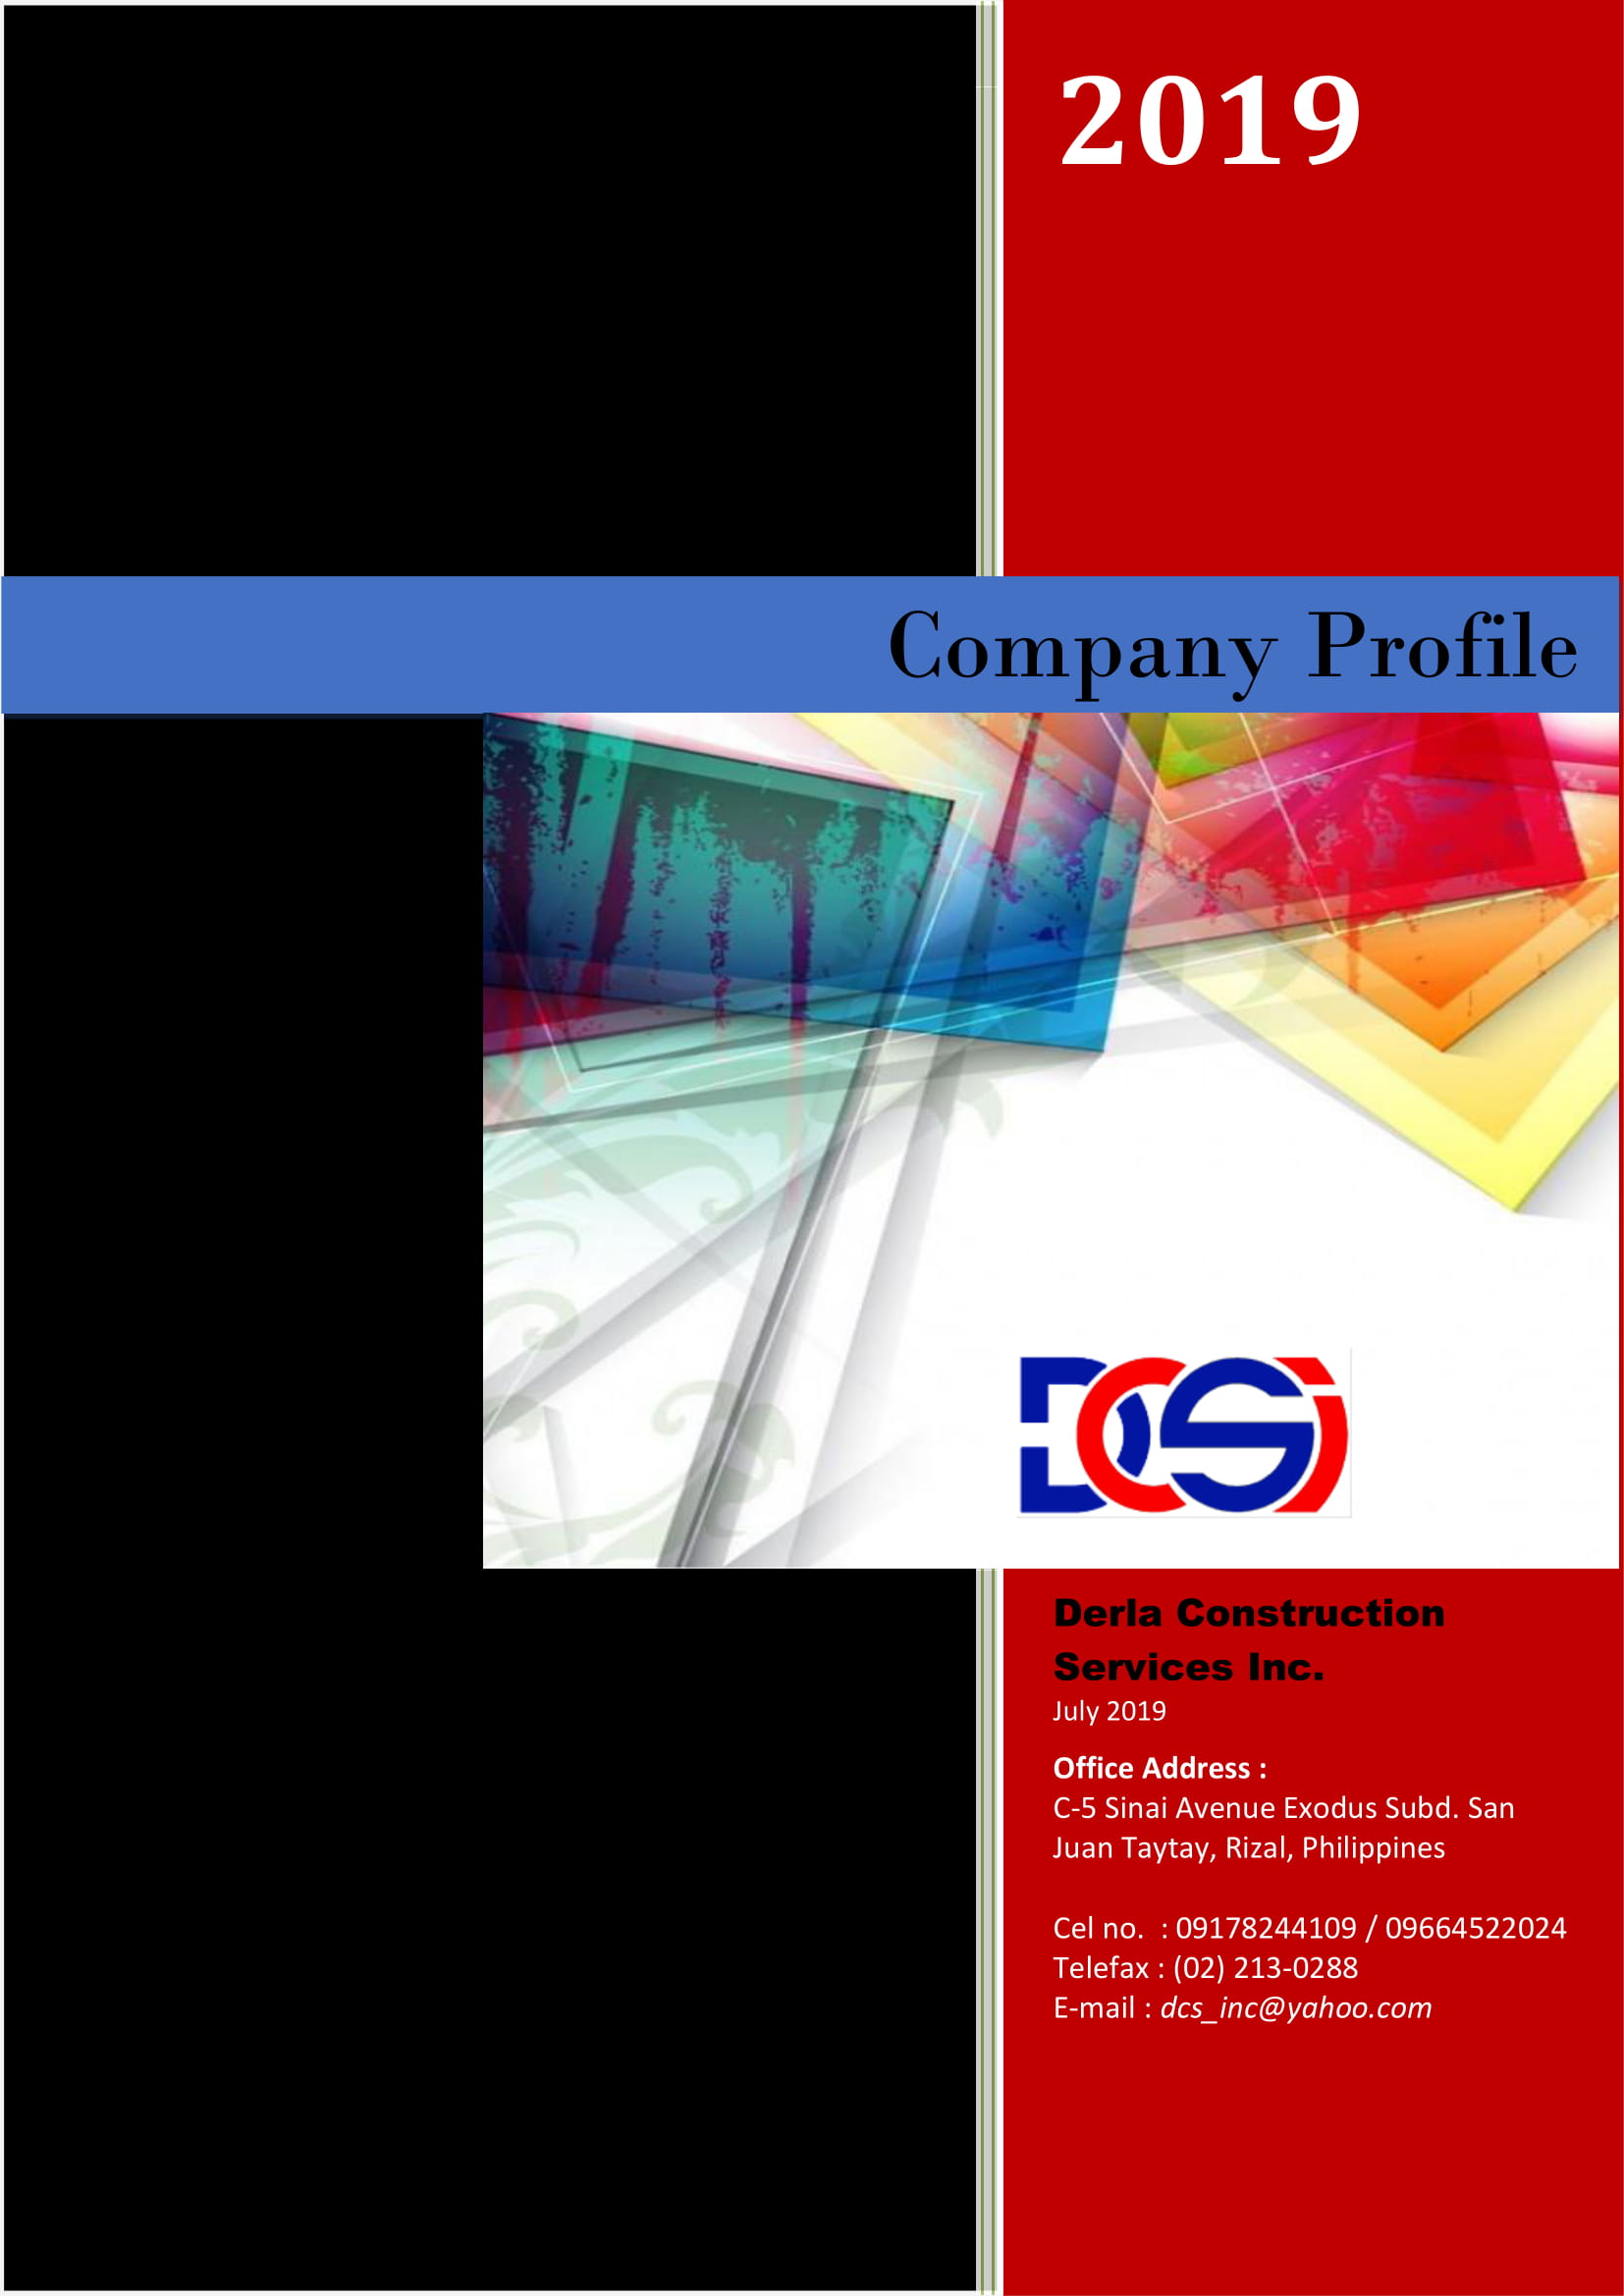 2019
Company Profile
DCSi
Derla Construction
Services Inc.
July 2019
Office Address :
C-5 Sinai Avenue Exodus Subd. San
Juan Taytay, Rizal, Philippines
Cel no.  : 09178244109 / 09664522024
Telefax : (02) 213-0288
E-mail : dcs_inc@yahoo.com